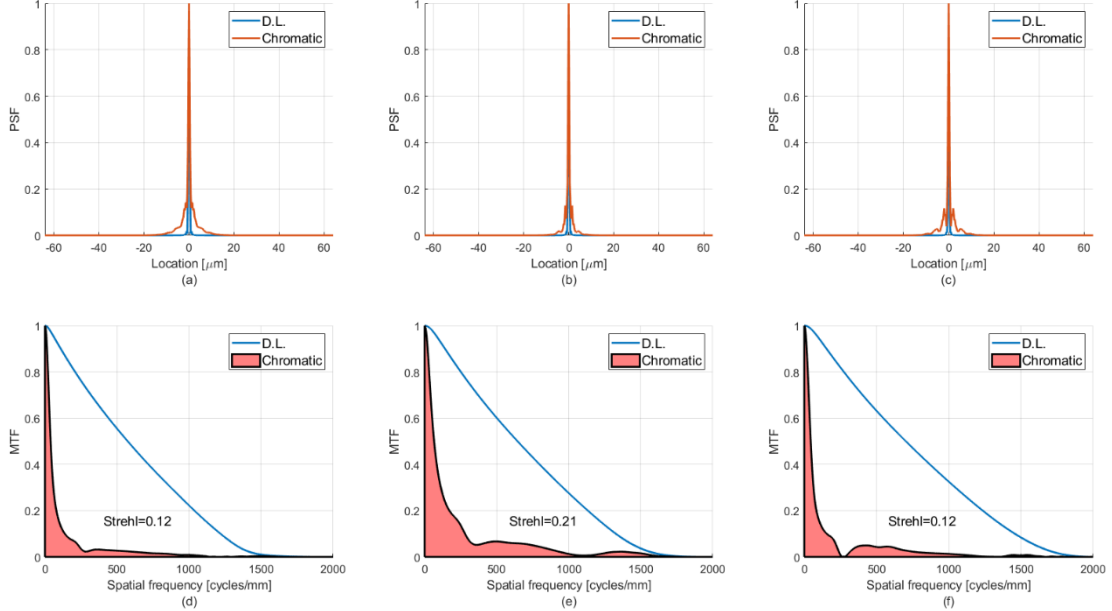 1
0.8
0.6
0.4
0.2
0
PSF
D.L.
Chromatic
-60 -40 -20 0 20 40 60
Location [μm]
(a)
1
0.8
0.6
0.4
0.2
0
PSF
D.L.
Chromatic
-60 -40 -20 0 20 40 60
Location [μm]
(b)
1
0.8
0.6
0.4
0.2
0
PSF
D.L.
Chromatic
-60 -40 -20 0 20 40 60
Location [μm]
(c)
1
0.8
0.6
0.4
0.2
0
MTF
D.L.
Chromatic
Strehl=0.12
0 500 1000 1500 2000
Spatial frequency [cycles/mm]
(d)
1
0.8
0.6
0.4
0.2
0
MTF
D.L.
Chromatic
Strehl=0.21
0 500 1000 1500 2000
Spatial frequency [cycles/mm]
(e)
1
0.8
0.6
0.4
0.2
0
MTF
D.L.
Chromatic
Strehl=0.12
0 500 1000 1500 2000
Spatial frequency [cycles/mm]
(f)